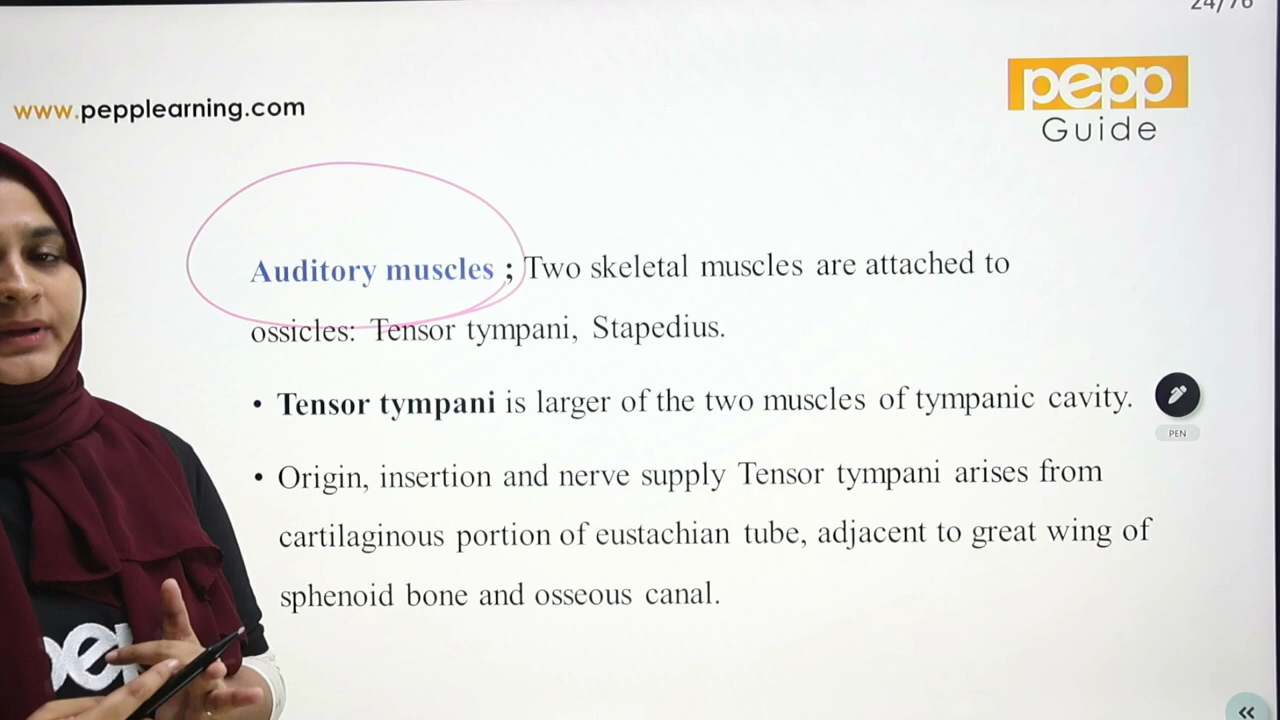 24/76
www.pepplearning.com
pepp
Guide
Auditory muscles ; Two skeletal muscles are attached to
ossicles: Tensor tympani, Stapedius.
• Tensor tympani is larger of the two muscles of tympanic cavity.
PEN
• Origin, insertion and nerve supply Tensor tympani arises from
cartilaginous portion of eustachian tube, adjacent to great wing of
sphenoid bone and osseous canal.